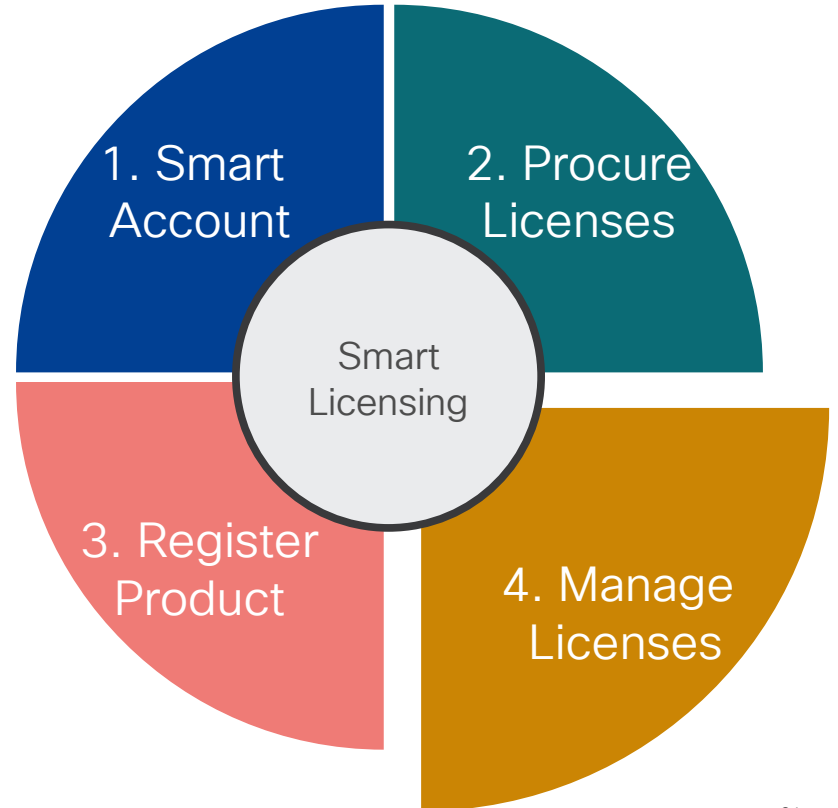 1. Smart
Account
2. Procure
Licenses
Smart
Licensing
3. Register
Product
4. Manage
Licenses